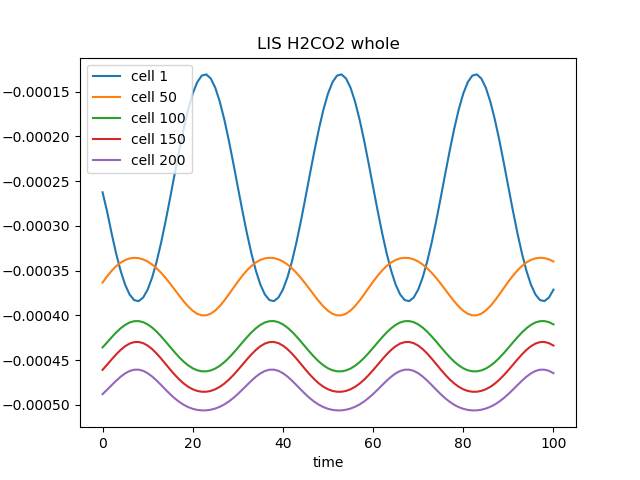 LIS H2CO2 whole
cell 1
cell 50
cell 100
cell 150
cell 200
−0.00015
−0.00020
−0.00025
−0.00030
−0.00035
−0.00040
−0.00045
−0.00050
0 20 40 60 80 100
time